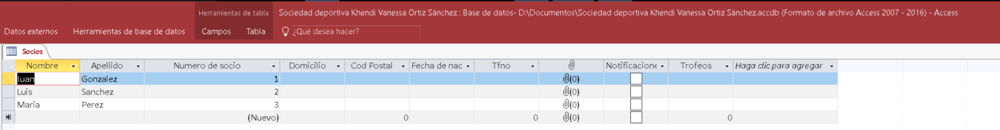 Herramientas de tabla Sociedad deportiva Khendi Vanessa Ortiz Sánchez : Base de datos- D:\Documentos\Sociedad deportiva Khendi Vanessa Ortiz Sánchez.accdb (Formato de archivo Access 2007 - 2016) - Access
Datos externos Herramientas de base de datos Campos Tabla ¿Qué desea hacer?
Socios
Nombre Apellido Numero de socio Domicilio Cod Postal Fecha de nac Tfno Notificacione Trofeos Haga clic para agregar
Juan Gonzalez 1 (0)
Luis Sanchez 2 (0)
Maria Perez 3 (0)
(Nuevo) 0 0 (0) 0